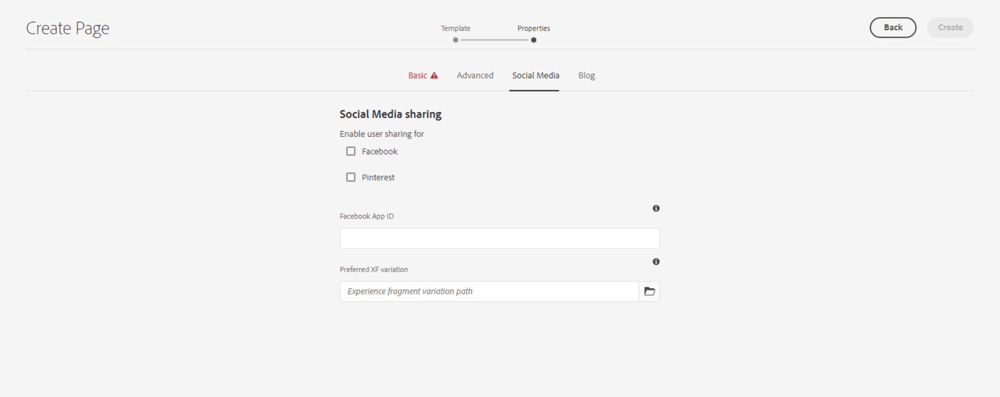 Create Page
Template
Properties
Back
Create
Basic
Advanced
Social Media
Blog
Social Media sharing
Enable user sharing for
Facebook
Pinterest
Facebook App ID
Preferred XF variation
Experience fragment variation path